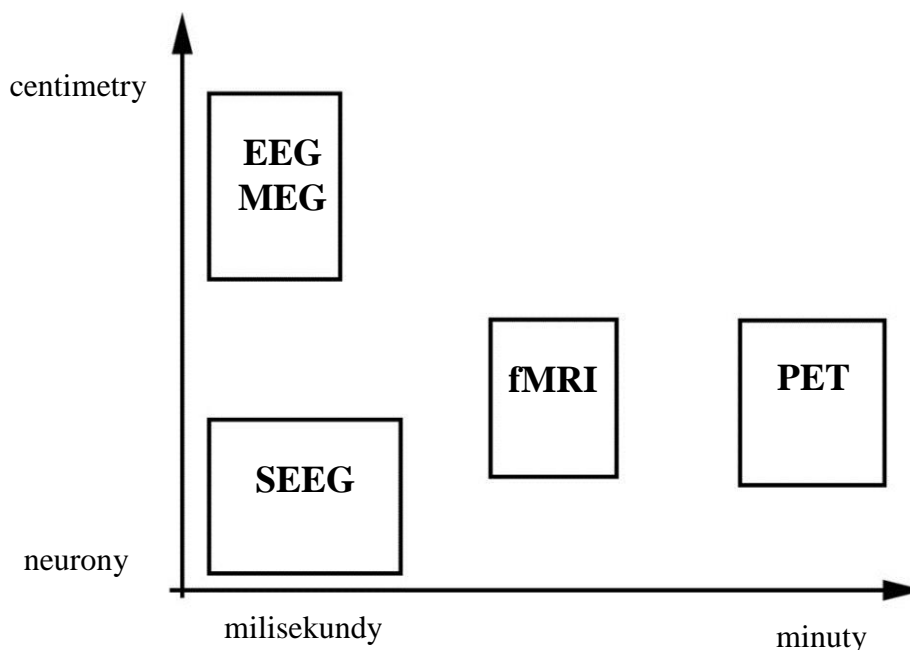 centimetry
EEG
MEG
fMRI
PET
SEEG
neurony
milisekundy
minuty